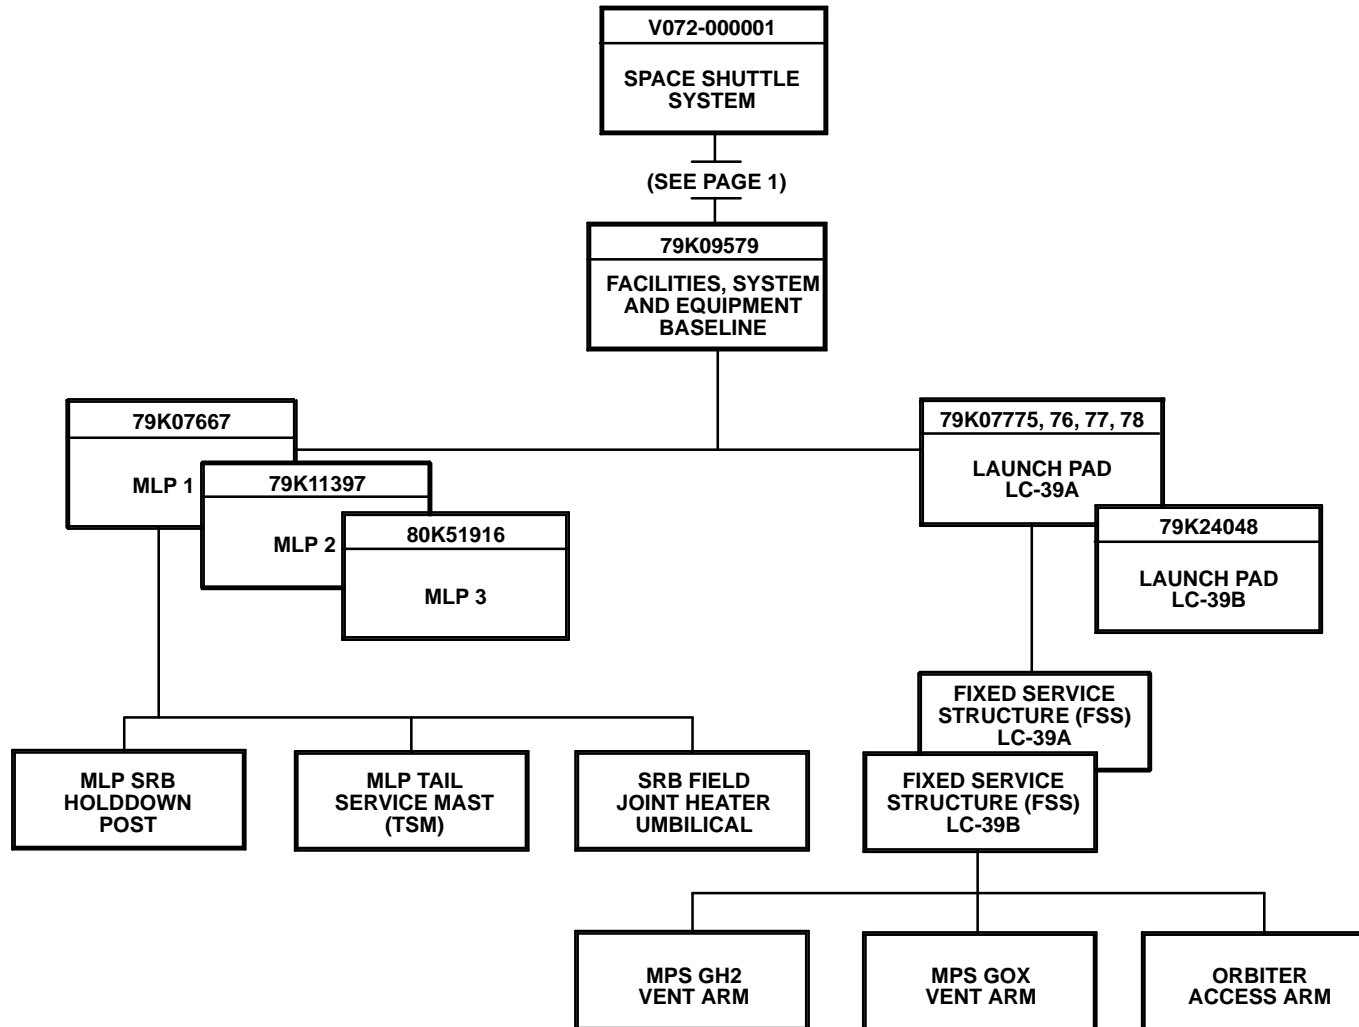 V072-000001
SPACE SHUTTLE
SYSTEM
(SEE PAGE 1)
79K09579
FACILITIES, SYSTEM
AND EQUIPMENT
BASELINE
79K07667
MLP 1
79K11397
MLP 2
80K51916
MLP 3
79K07775, 76, 77, 78
LAUNCH PAD
LC-39A
79K24048
LAUNCH PAD
LC-39B
MLP SRB
HOLDDOWN
POST
MLP TAIL
SERVICE MAST
(TSM)
SRB FIELD
JOINT HEATER
UMBILICAL
FIXED SERVICE
STRUCTURE (FSS)
LC-39A
FIXED SERVICE
STRUCTURE (FSS)
LC-39B
MPS GH2
VENT ARM
MPS GOX
VENT ARM
ORBITER
ACCESS ARM